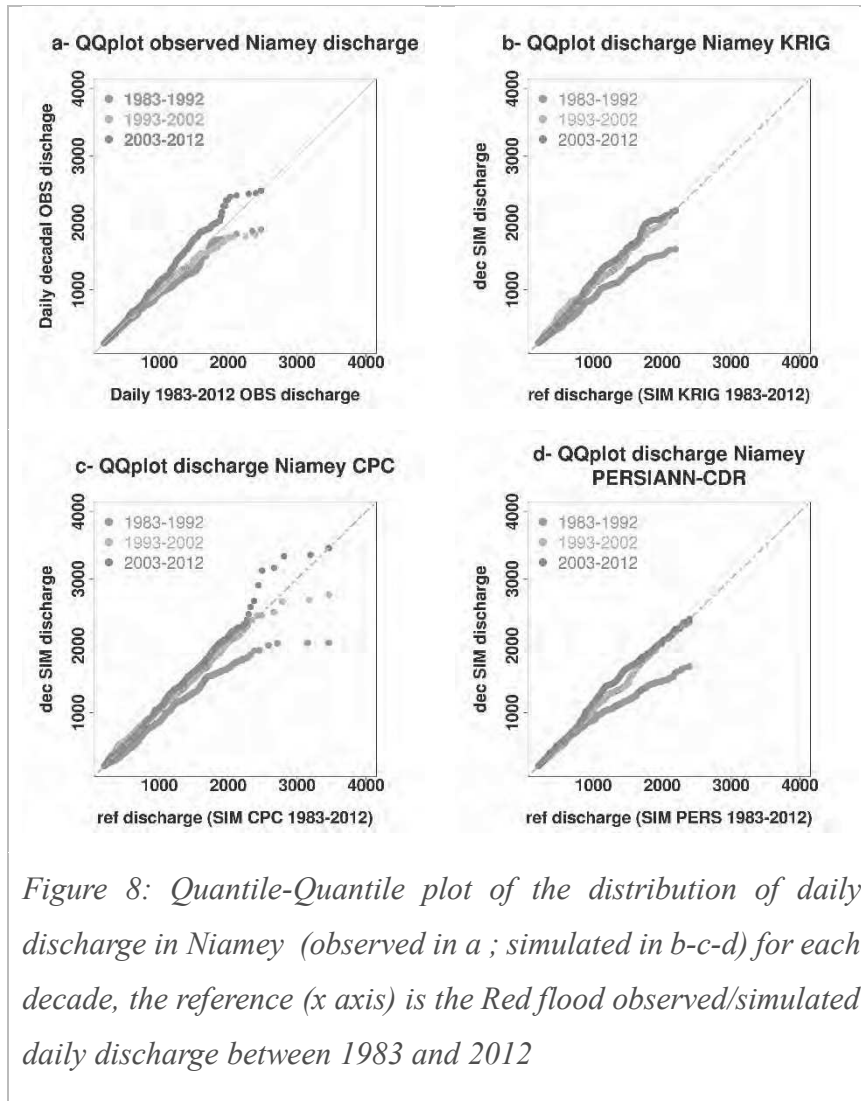 a- QQplot observed Niamey discharge
Daily decadal OBS dischage
4000
3000
2000
1000
1983-1992
1993-2002
2003-2012
1000 2000 3000 4000
Daily 1983-2012 OBS discharge
b- QQplot discharge Niamey KRIG
dec SIM discharge
4000
3000
2000
1000
1983-1992
1993-2002
2003-2012
1000 2000 3000 4000
ref discharge (SIM KRIG 1983-2012)
c- QQplot discharge Niamey CPC
dec SIM discharge
4000
3000
2000
1000
1983-1992
1993-2002
2003-2012
1000 2000 3000 4000
ref discharge (SIM CPC 1983-2012)
d- QQplot discharge Niamey
PERSIANN-CDR
dec SIM discharge
4000
3000
2000
1000
1983-1992
1993-2002
2003-2012
1000 2000 3000 4000
ref discharge (SIM PERS 1983-2012)
Figure 8: Quantile-Quantile plot of the distribution of daily
discharge in Niamey (observed in a ; simulated in b-c-d) for each
decade, the reference (x axis) is the Red flood observed/simulated
daily discharge between 1983 and 2012